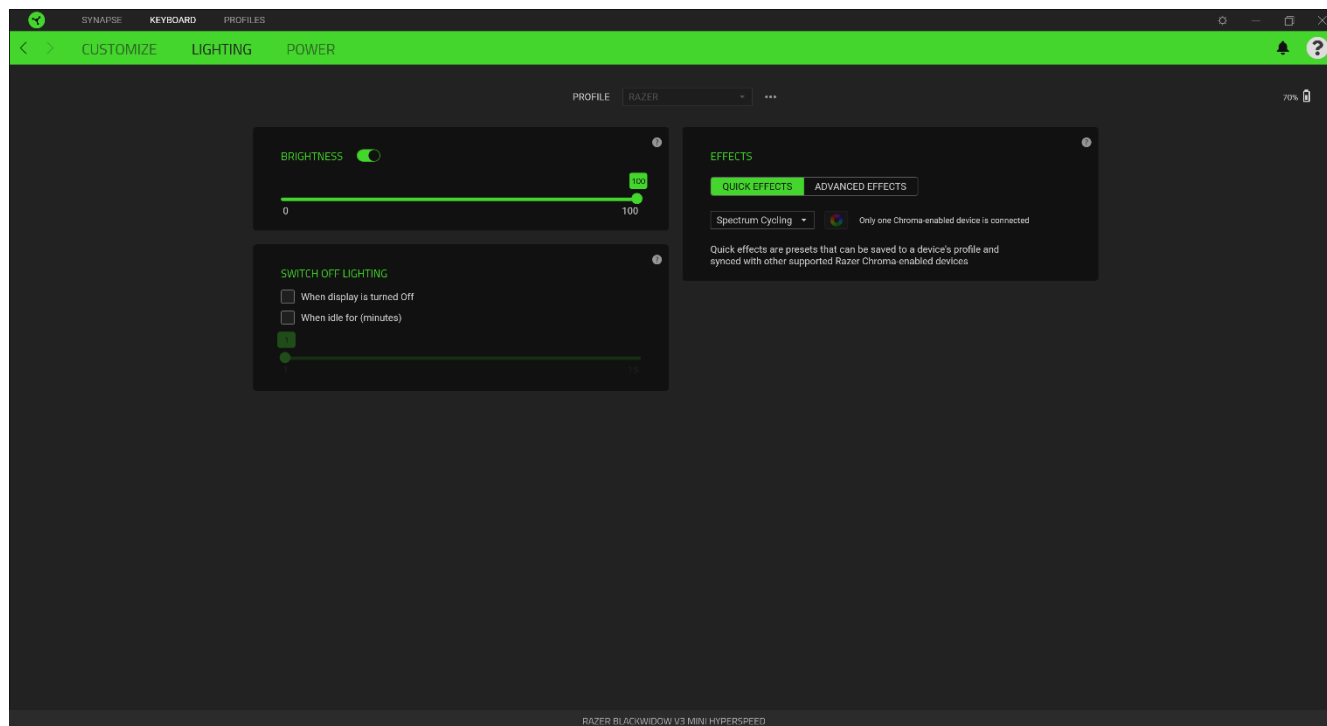 SYNAPSE KEYBOARD PROFILES
CUSTOMIZE LIGHTING POWER
PROFILE RAZER
70%
BRIGHTNESS
100
0 100
SWITCH OFF LIGHTING
When display is turned Off
When idle for (minutes)
1
1 15
EFFECTS
QUICK EFFECTS ADVANCED EFFECTS
Spectrum Cycling Only one Chroma-enabled device is connected
Quick effects are presets that can be saved to a device's profile and
synced with other supported Razer Chroma-enabled devices
RAZER BLACKWIDOW V3 MINI HYPERSPEED